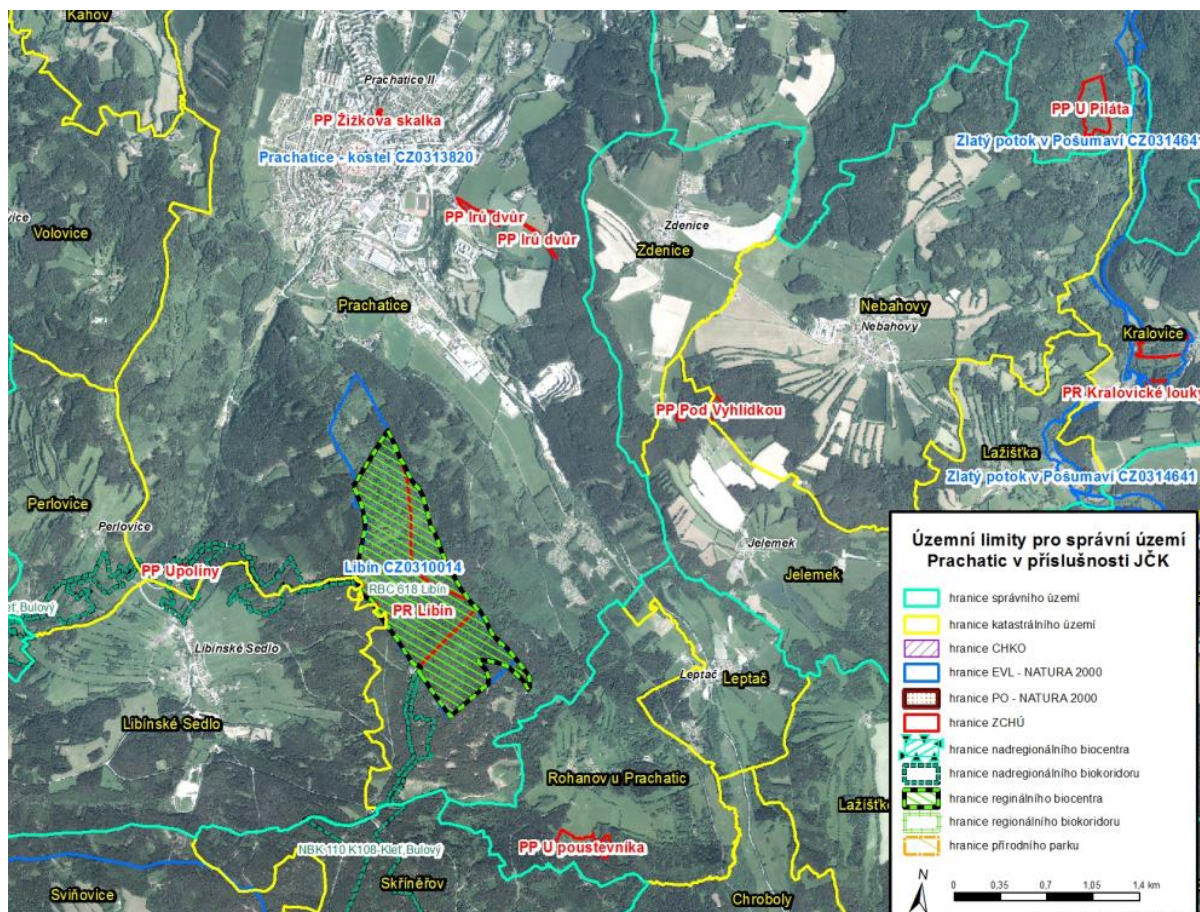 Kahov
Prachatice II
PP Žižkova skalka
PP U Piláta
Prachatice - kostel CZ0313820
Zlatý potok v Pošumaví CZ031464
Volovice
PP Irů dvůr
PP Irů dvůr
Zdenice
Zdenice
Prachatice
Nebahovy
Nebahovy
Kralovice
PR Kralovické louky
PP Pod Vyhlídkou
Lažišťka
Zlatý potok v Pošumaví CZ0314641
Perlovice
Perlovice
Jelemek
Jelemek
PP Úpolíny
Libín CZ0310014
RBC 618 Libín
PR Libín
Kleť, Bulový
Libínské Sedlo
Libínské Sedlo
Leptač
Leptač
Rohanov u Prachatic
Lažišťk
PP U poustevníka
NBK 110 K108-Kleť, Bulový
Sviňovice
Skříněřov
Chroboly
Územní limity pro správní území
Prachatic v příslušnosti JČK
hranice správního území
hranice katastrálního území
hranice CHKO
hranice EVL - NATURA 2000
hranice PO - NATURA 2000
hranice ZCHÚ
hranice nadregionálního biocentra
hranice nadregionálního biokoridoru
hranice reginálního biocentra
hranice regionálního biokoridoru
hranice přírodního parku
N
0 0,35 0,7 1,05 1,4 km